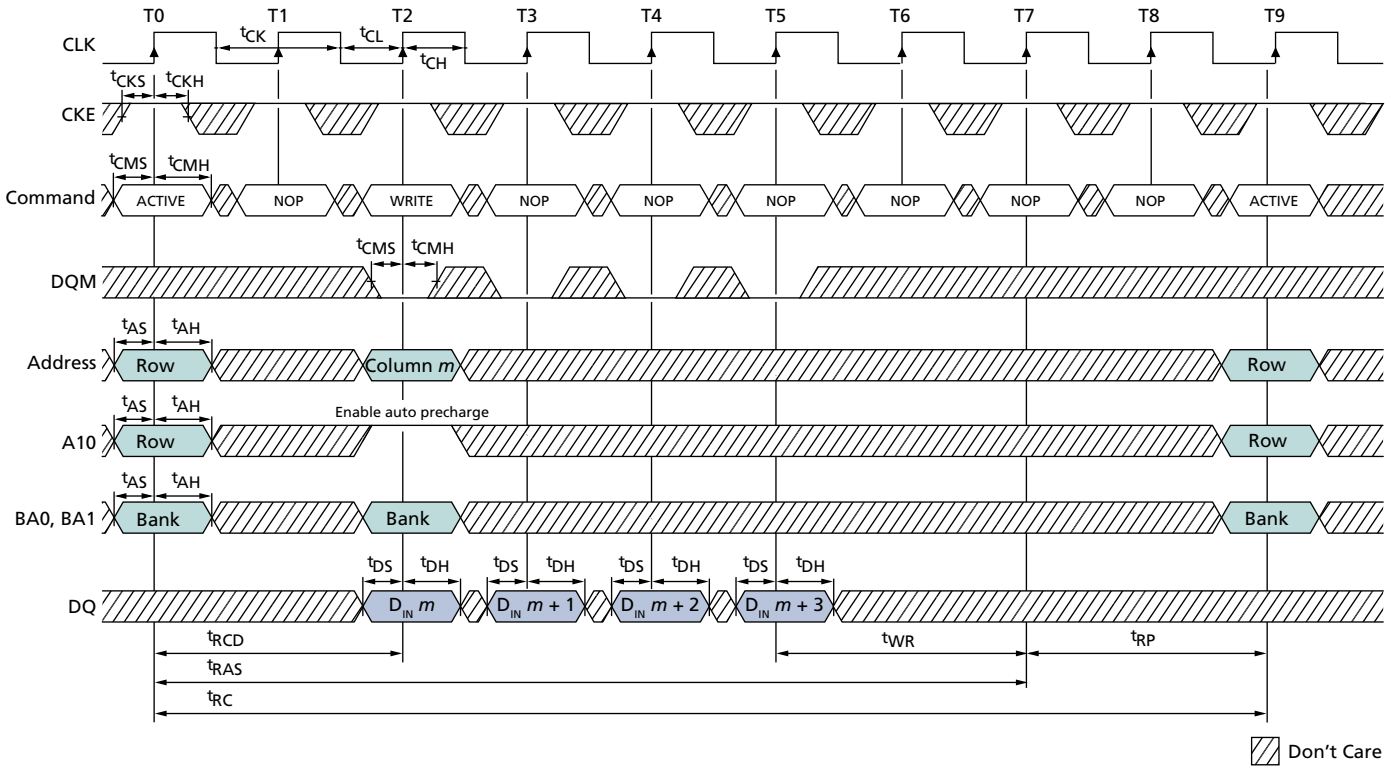 T0 T1 T2 T3 T4 T5 T6 T7 T8 T9
CLK tCK tCL tCH
tCKS tCKH
CKE
tCMS tCMH
Command ACTIVE NOP WRITE NOP NOP NOP NOP NOP NOP ACTIVE
tCMS tCMH
DQM
tAS tAH
Address Row Column m Row
tAS tAH Enable auto precharge
A10 Row Row
tAS tAH
BA0, BA1 Bank Bank Bank
tDS tDH tDS tDH tDS tDH tDS tDH
DQ DIN m DIN m + 1 DIN m + 2 DIN m + 3
tRCD tWR tRP
tRAS
tRC
Don't Care